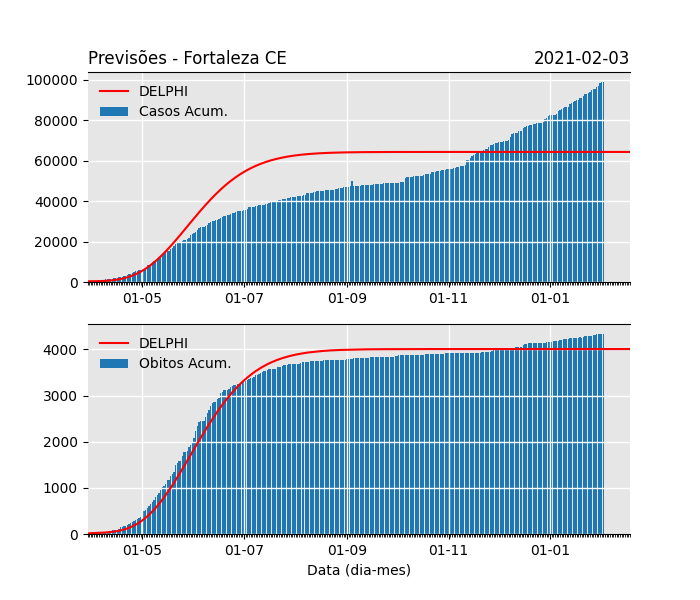 Previsões - Fortaleza CE 2021-02-03
100000
80000
60000
40000
20000
0
DELPHI
Casos Acum.
01-05 01-07 01-09 01-11 01-01
4000
3000
2000
1000
0
DELPHI
Obitos Acum.
01-05 01-07 01-09 01-11 01-01
Data (dia-mes)